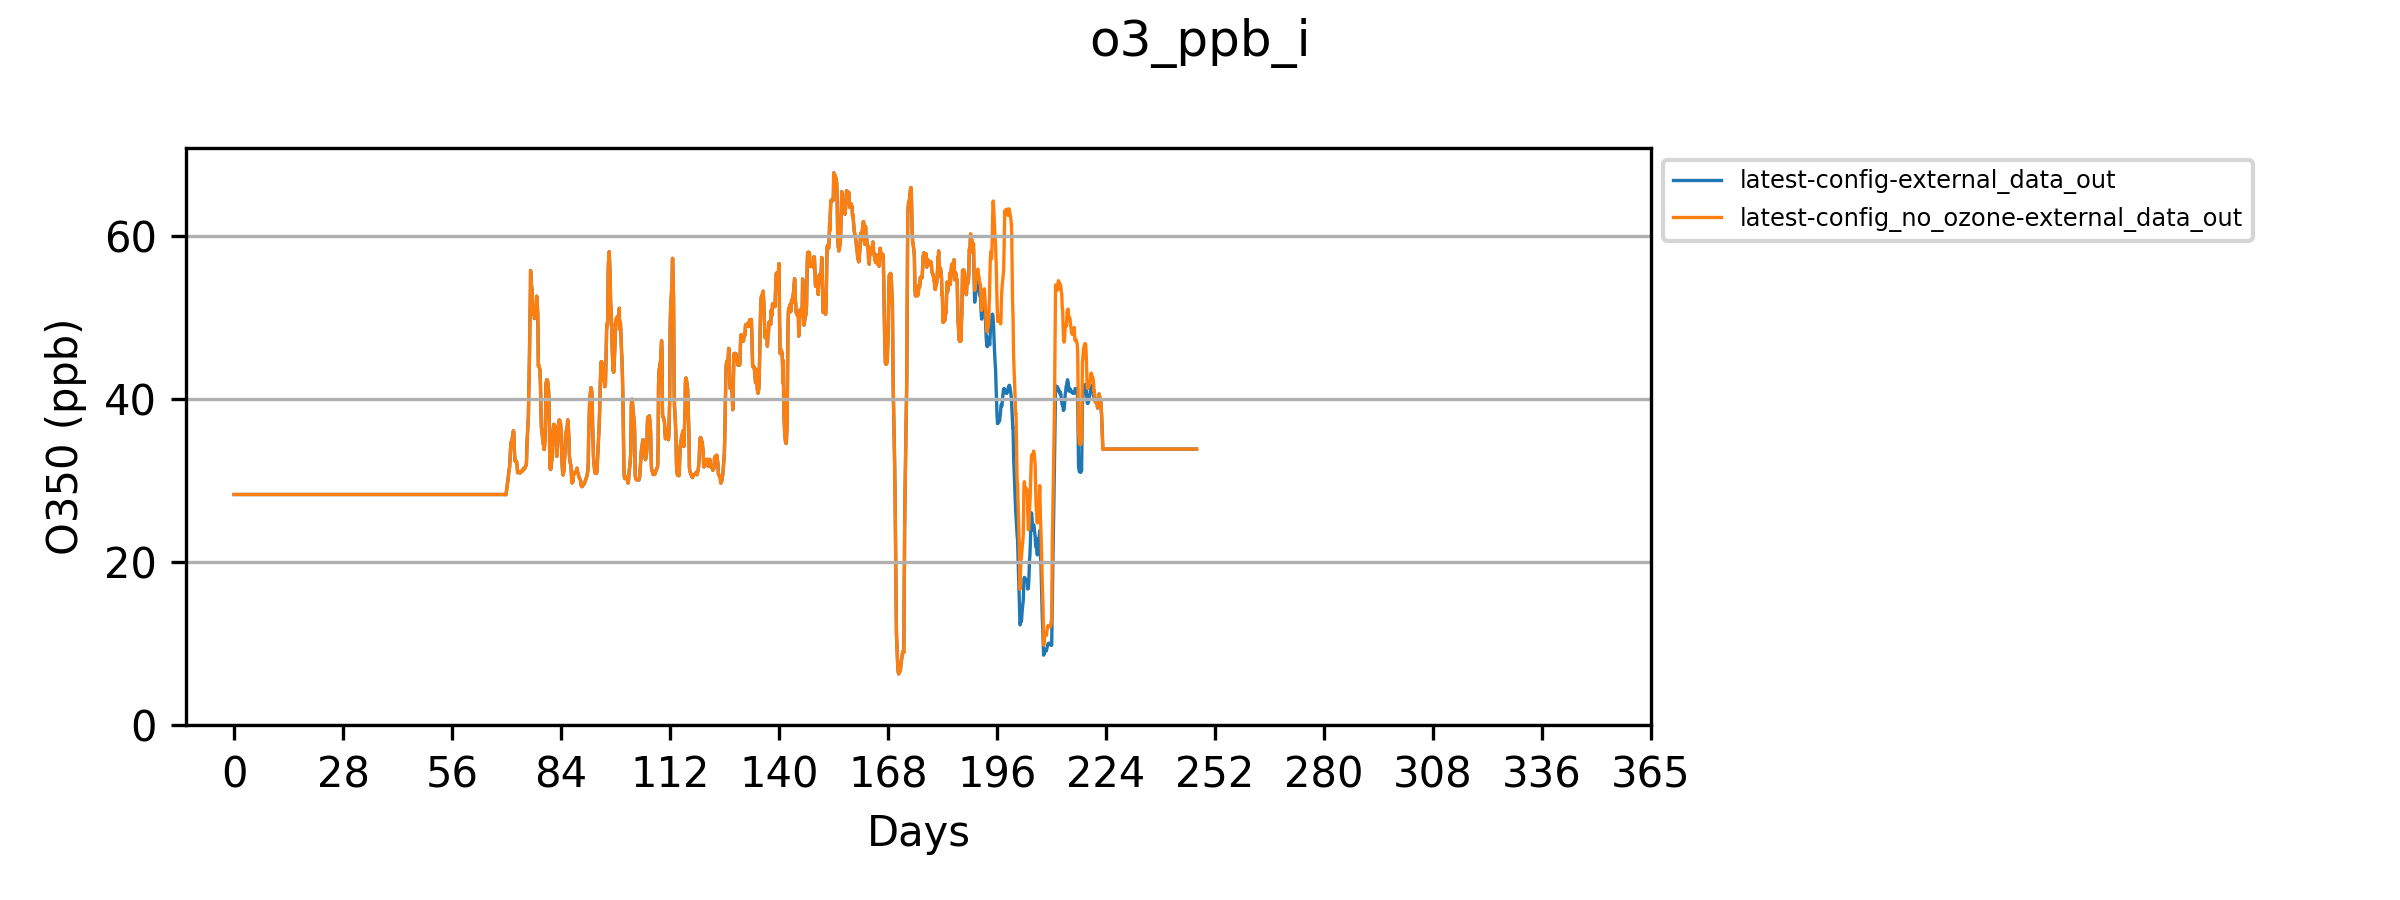 o3_ppb_i
latest-config-external_data_out
latest-config_no_ozone-external_data_out
O350 (ppb)
60
40
20
0
0 28 56 84 112 140 168 196 224 252 280 308 336 365
Days